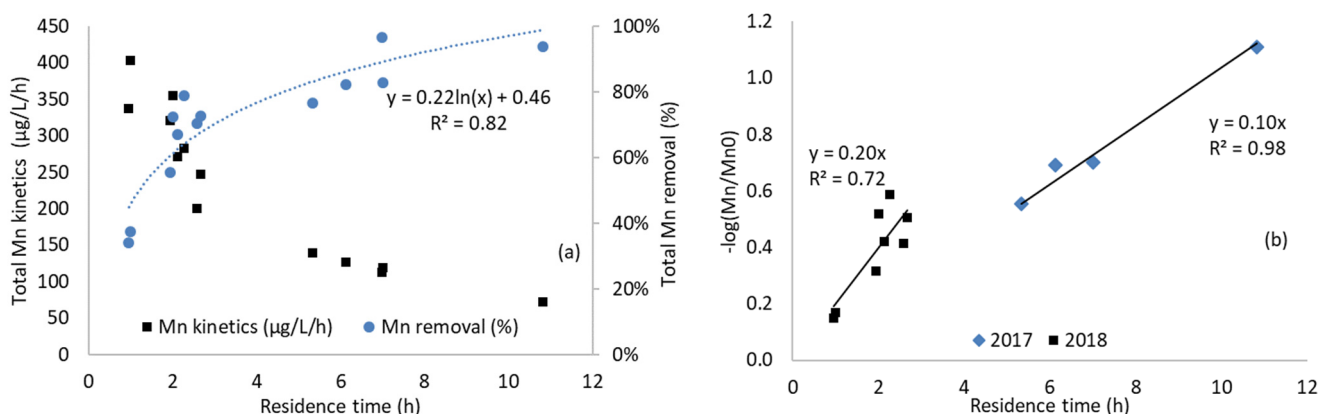 450
400
350
300
250
200
150
100
50
0
Total Mn kinetics (µg/L/h)
100%
80%
60%
40%
20%
0%
Total Mn removal (%)
y = 0.22ln(x) + 0.46
R² = 0.82
(a)
Mn kinetics (µg/L/h) Mn removal (%)
0 2 4 6 8 10 12
Residence time (h)
1.2
1.0
0.8
0.6
0.4
0.2
0.0
-log(Mn/Mn0)
y = 0.20x
R² = 0.72
y = 0.10x
R² = 0.98
(b)
2017 2018
0 2 4 6 8 10 12
Residence time (h)